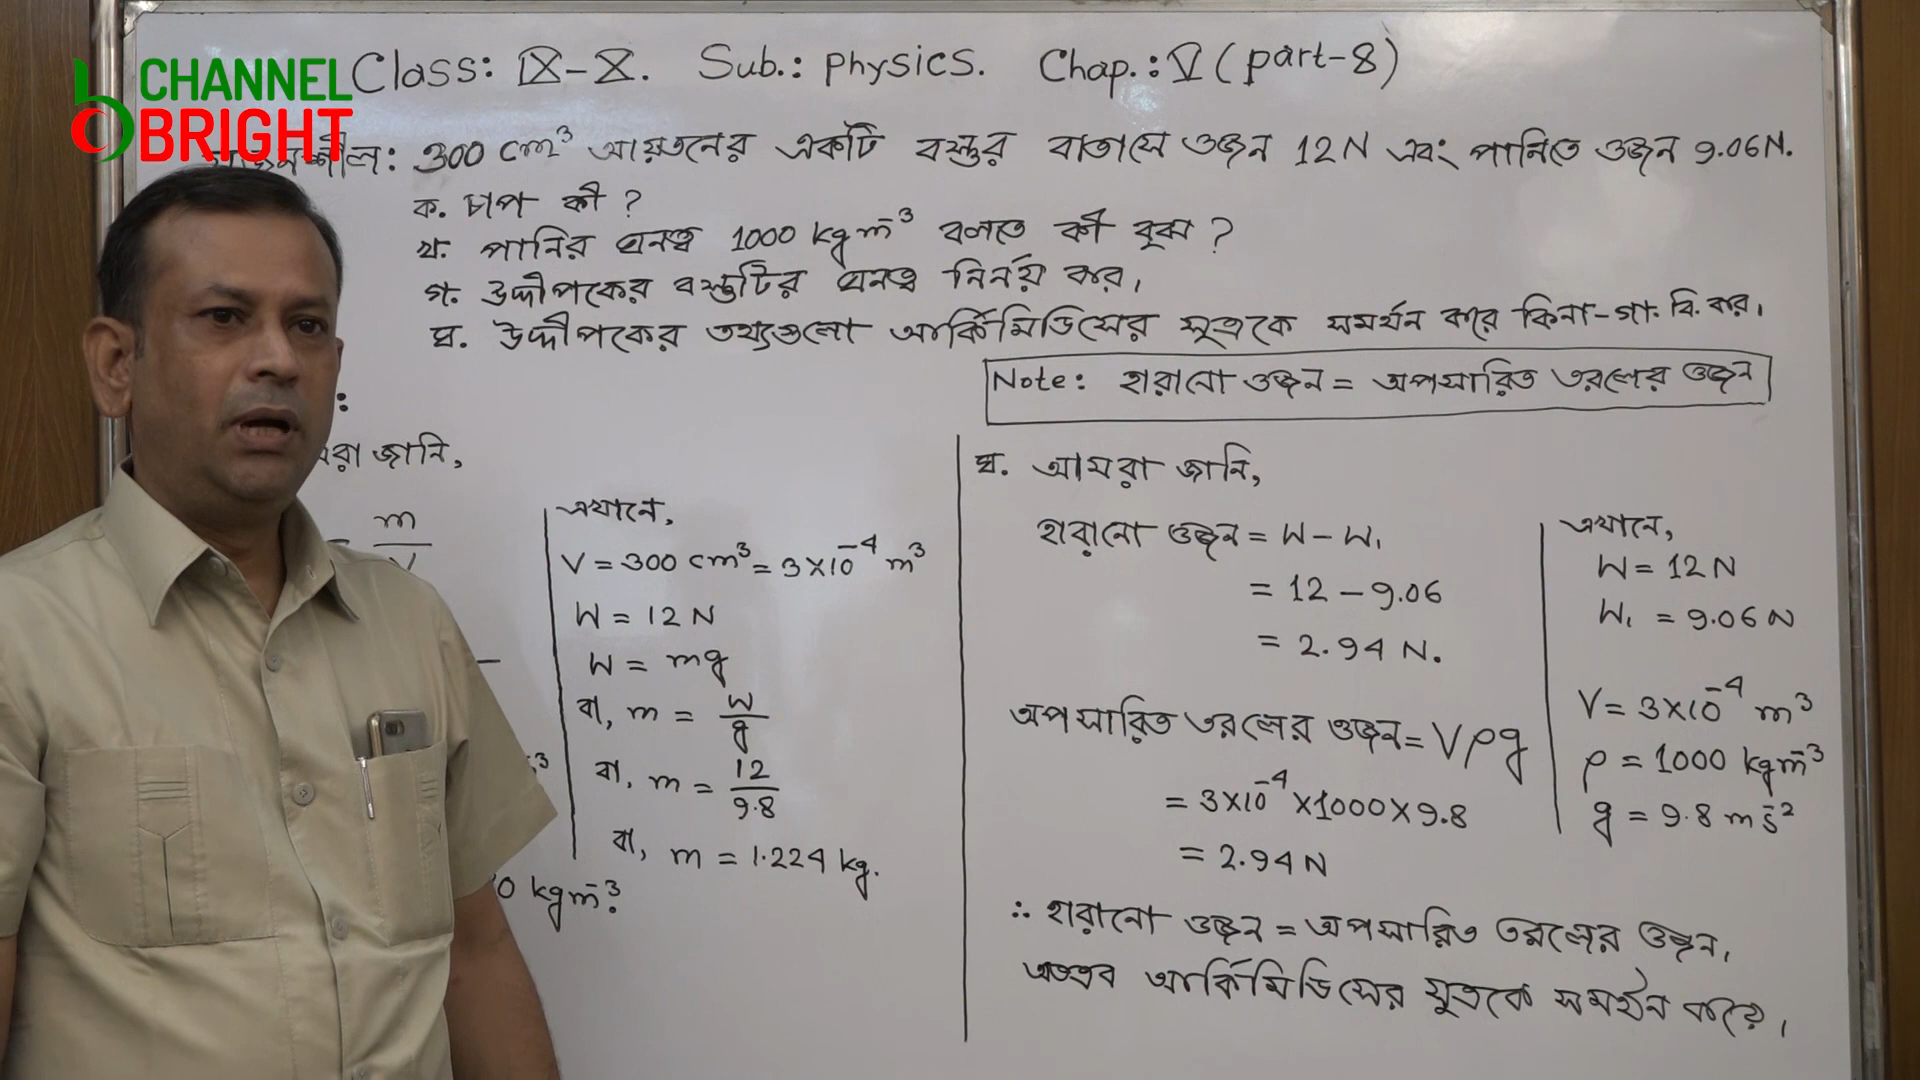 CHANNEL
BRIGHT
Class: IX-X. Sub.: Physics. Chap.: V (part-8)
300 cm³ আয়তনের একটি বস্তুর বাতাসে ওজন 12N এবং পানিতে ওজন 9.06N.
ক. চাপ কী ?
খ. পানির ঘনত্ব 1000 kgm⁻³ বলতে কী বুঝ ?
গ. উদ্দীপকের বস্তুটির ঘনত্ব নির্নয় কর।
ঘ. উদ্দীপকের তথ্যগুলো আর্কিমিডিসের সূত্রকে সমর্থন করে কিনা-গা. বি. কর।
Note: হারানো ওজন = অপসারিত তরলের ওজন
:
রা জানি,
= m/V
এখানে,
V = 300 cm³ = 3×10⁻⁴ m³
W = 12 N
W = mg
বা, m = W/g
বা, m = 12/9.8
বা, m = 1.224 kg.
0 kgm⁻³.
ঘ. আমরা জানি,
হারানো ওজন = W - W₁
= 12 - 9.06
= 2.94 N.
অপসারিত তরলের ওজন = Vρg
= 3×10⁻⁴×1000×9.8
= 2.94 N
∴ হারানো ওজন = অপসারিত তরলের ওজন,
অতএব আর্কিমিডিসের সূত্রকে সমর্থন করে।
এখানে,
W = 12 N
W₁ = 9.06 N
V = 3×10⁻⁴ m³
ρ = 1000 kgm⁻³
g = 9.8 ms⁻²